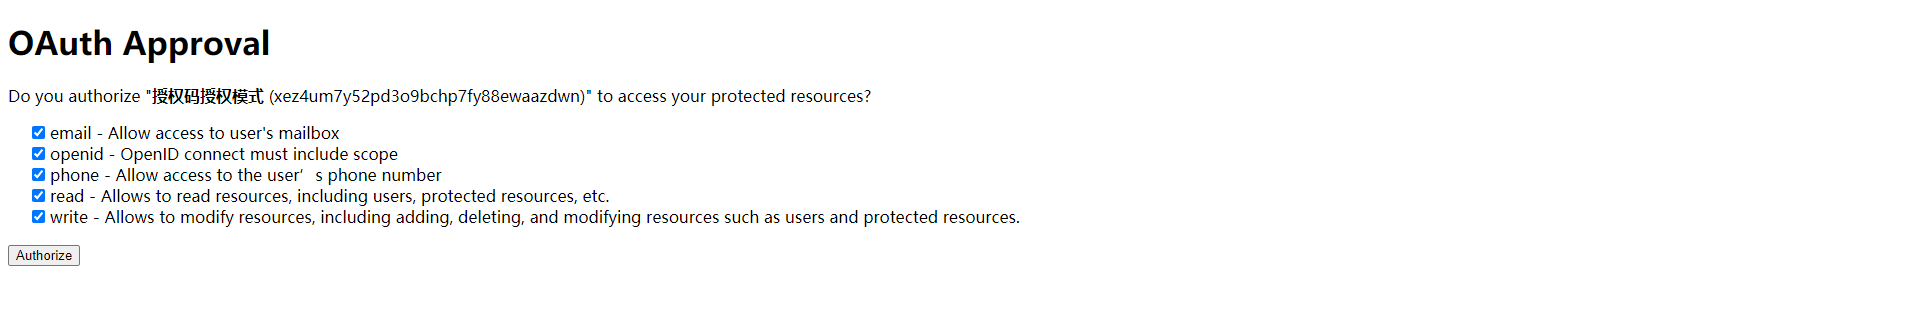 OAuth Approval
Do you authorize "授权码授权模式 (xez4um7y52pd3o9bchp7fy88ewaazdwn)" to access your protected resources?
email - Allow access to user's mailbox
openid - OpenID connect must include scope
phone - Allow access to the user’s phone number
read - Allows to read resources, including users, protected resources, etc.
write - Allows to modify resources, including adding, deleting, and modifying resources such as users and protected resources.
Authorize